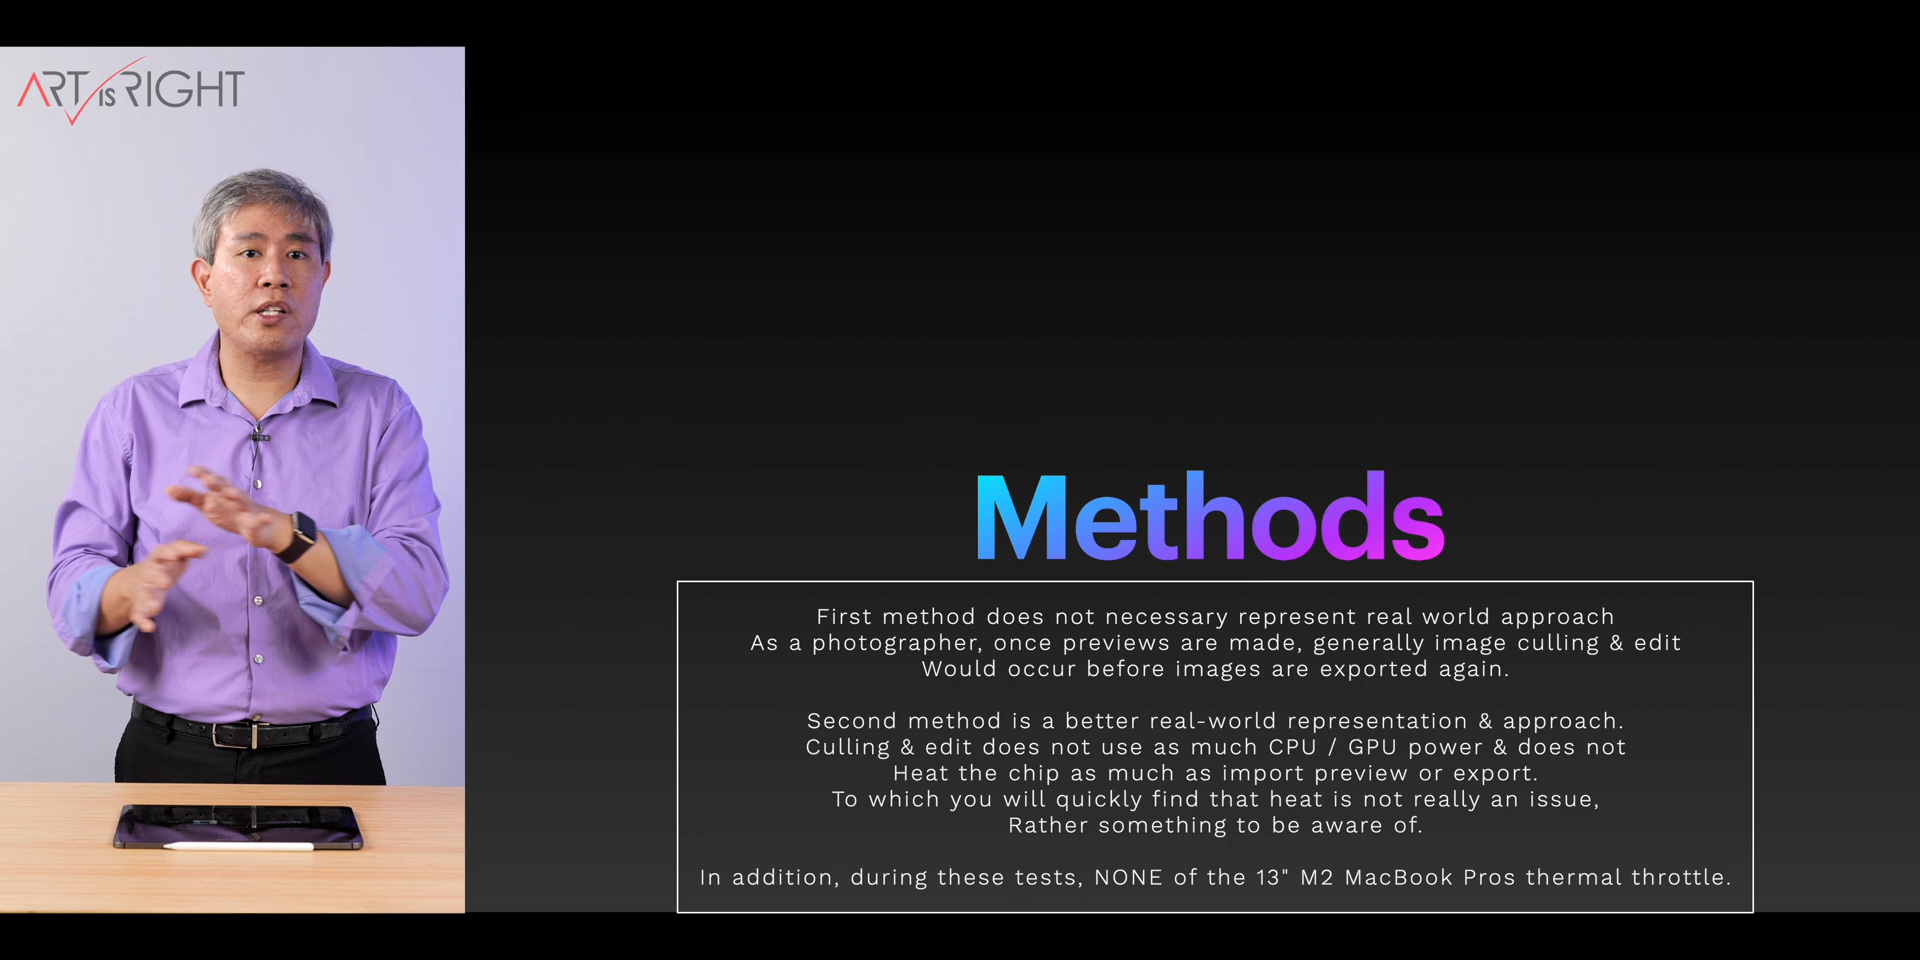 ART IS RIGHT
Methods
First method does not necessary represent real world approach
As a photographer, once previews are made, generally image culling & edit
Would occur before images are exported again.
Second method is a better real-world representation & approach.
Culling & edit does not use as much CPU / GPU power & does not
Heat the chip as much as import preview or export.
To which you will quickly find that heat is not really an issue,
Rather something to be aware of.
In addition, during these tests, NONE of the 13" M2 MacBook Pros thermal throttle.